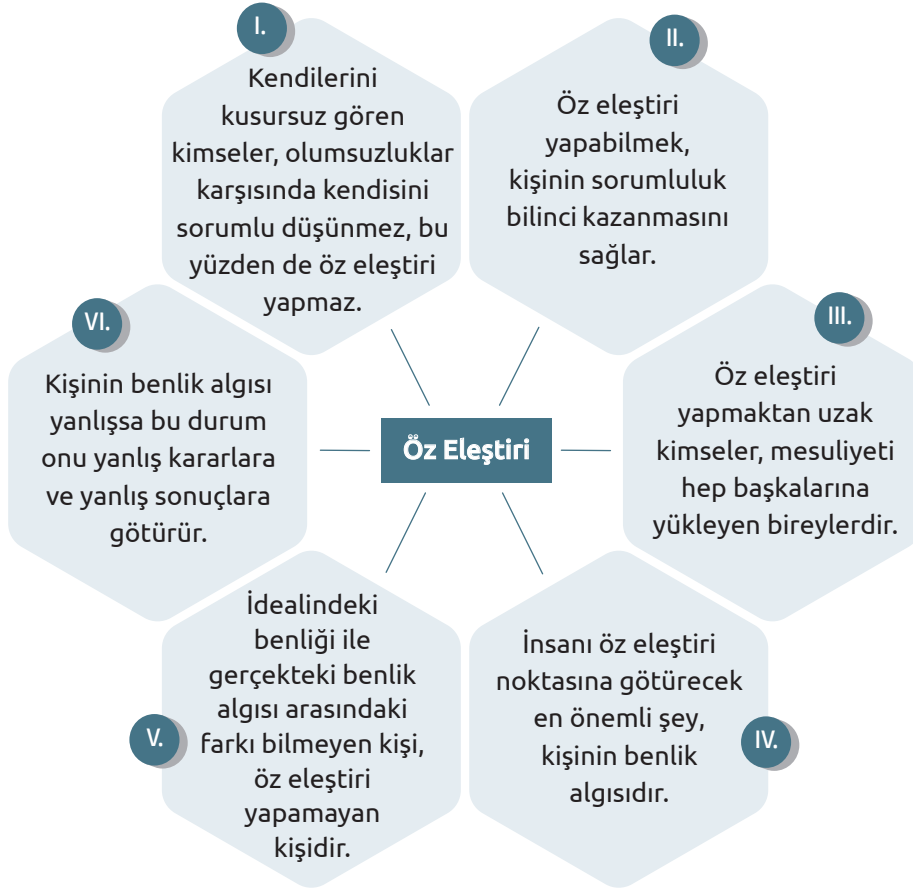 I.
Kendilerini
kusursuz gören
kimseler, olumsuzluklar
karşısında kendisini
sorumlu düşünmez, bu
yüzden de öz eleştiri
yapmaz.
II.
Öz eleştiri
yapabilmek,
kişinin sorumluluk
bilinci kazanmasını
sağlar.
III.
Öz eleştiri
yapmaktan uzak
kimseler, mesuliyeti
hep başkalarına
yükleyen bireylerdir.
IV.
İnsanı öz eleştiri
noktasına götürecek
en önemli şey,
kişinin benlik
algısıdır.
V.
İdealindeki
benliği ile
gerçekteki benlik
algısı arasındaki
farkı bilmeyen kişi,
öz eleştiri
yapamayan
kişidir.
VI.
Kişinin benlik algısı
yanlışsa bu durum
onu yanlış kararlara
ve yanlış sonuçlara
götürür.
Öz Eleştiri